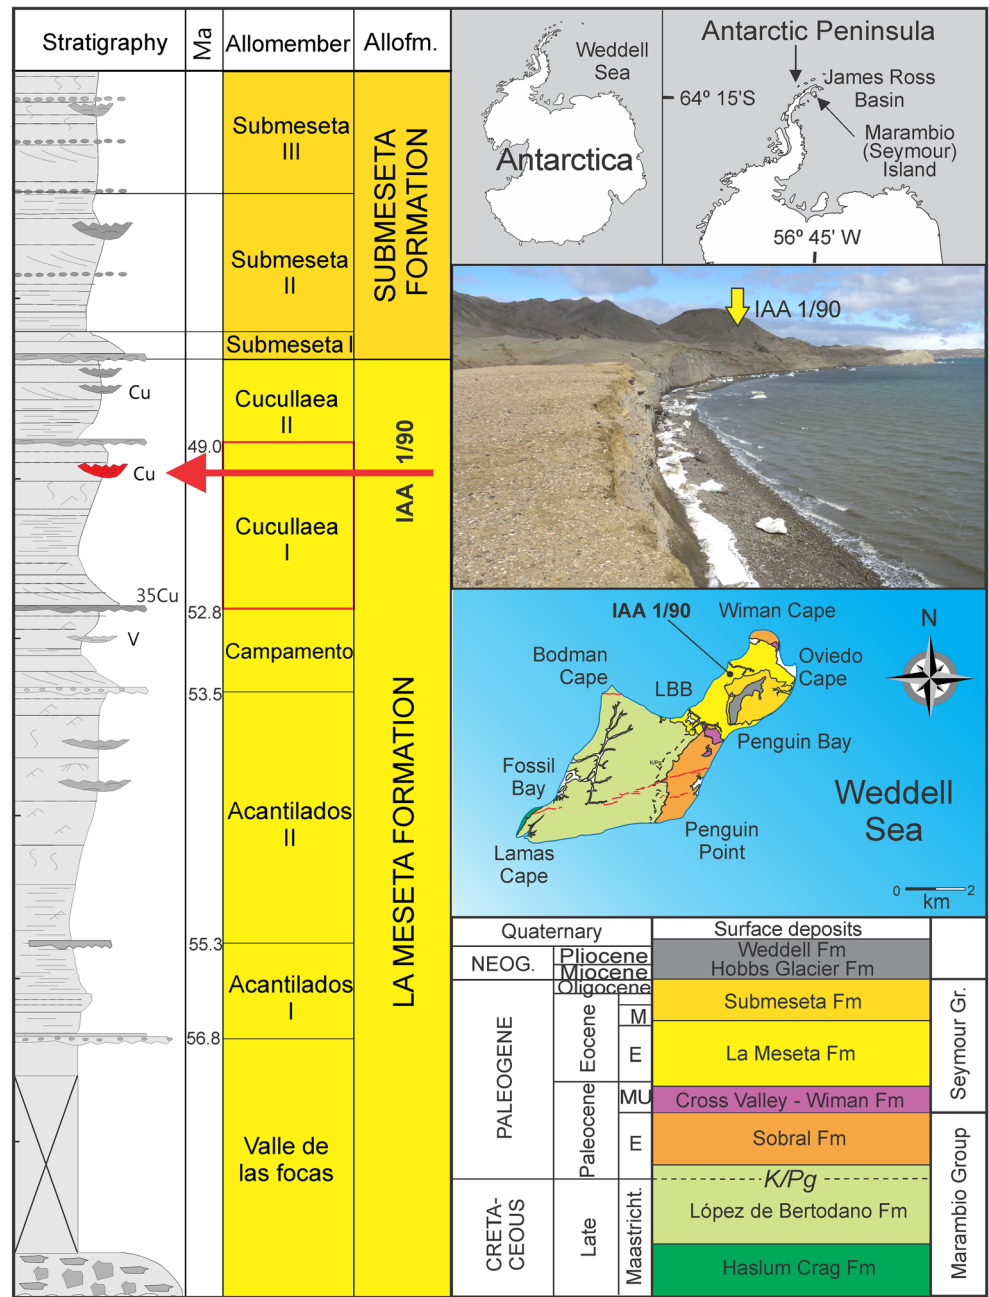 Stratigraphy
Ma
Allomember
Allofm.
Submeseta
III
Submeseta
II
Submeseta I
SUBMESETA
FORMATION
Cucullaea
II
Cu
49.0
Cu
Cucullaea
I
IAA 1/90
35Cu
52.8
V
Campamento
53.5
Acantilados
II
LA MESETA FORMATION
55.3
Acantilados
I
56.8
Valle de
las focas
Weddell
Sea
Antarctica
Antarctic Peninsula
64º 15'S
James Ross
Basin
Marambio
(Seymour)
Island
56º 45' W
IAA 1/90
IAA 1/90
Wiman Cape
N
Bodman
Cape
Oviedo
Cape
LBB
Penguin Bay
K/Pg
Fossil
Bay
Weddell
Sea
Penguin
Point
Lamas
Cape
0 2
km
Quaternary
Surface deposits
NEOG.
Pliocene
Miocene
Weddell Fm
Hobbs Glacier Fm
PALEOGENE
Oligocene
Eocene
M
E
Submeseta Fm
La Meseta Fm
Seymour Gr.
Paleocene
MU
E
Cross Valley - Wiman Fm
Sobral Fm
Marambio Group
CRETA-
CEOUS
Late
Maastricht.
K/Pg
López de Bertodano Fm
Haslum Crag Fm